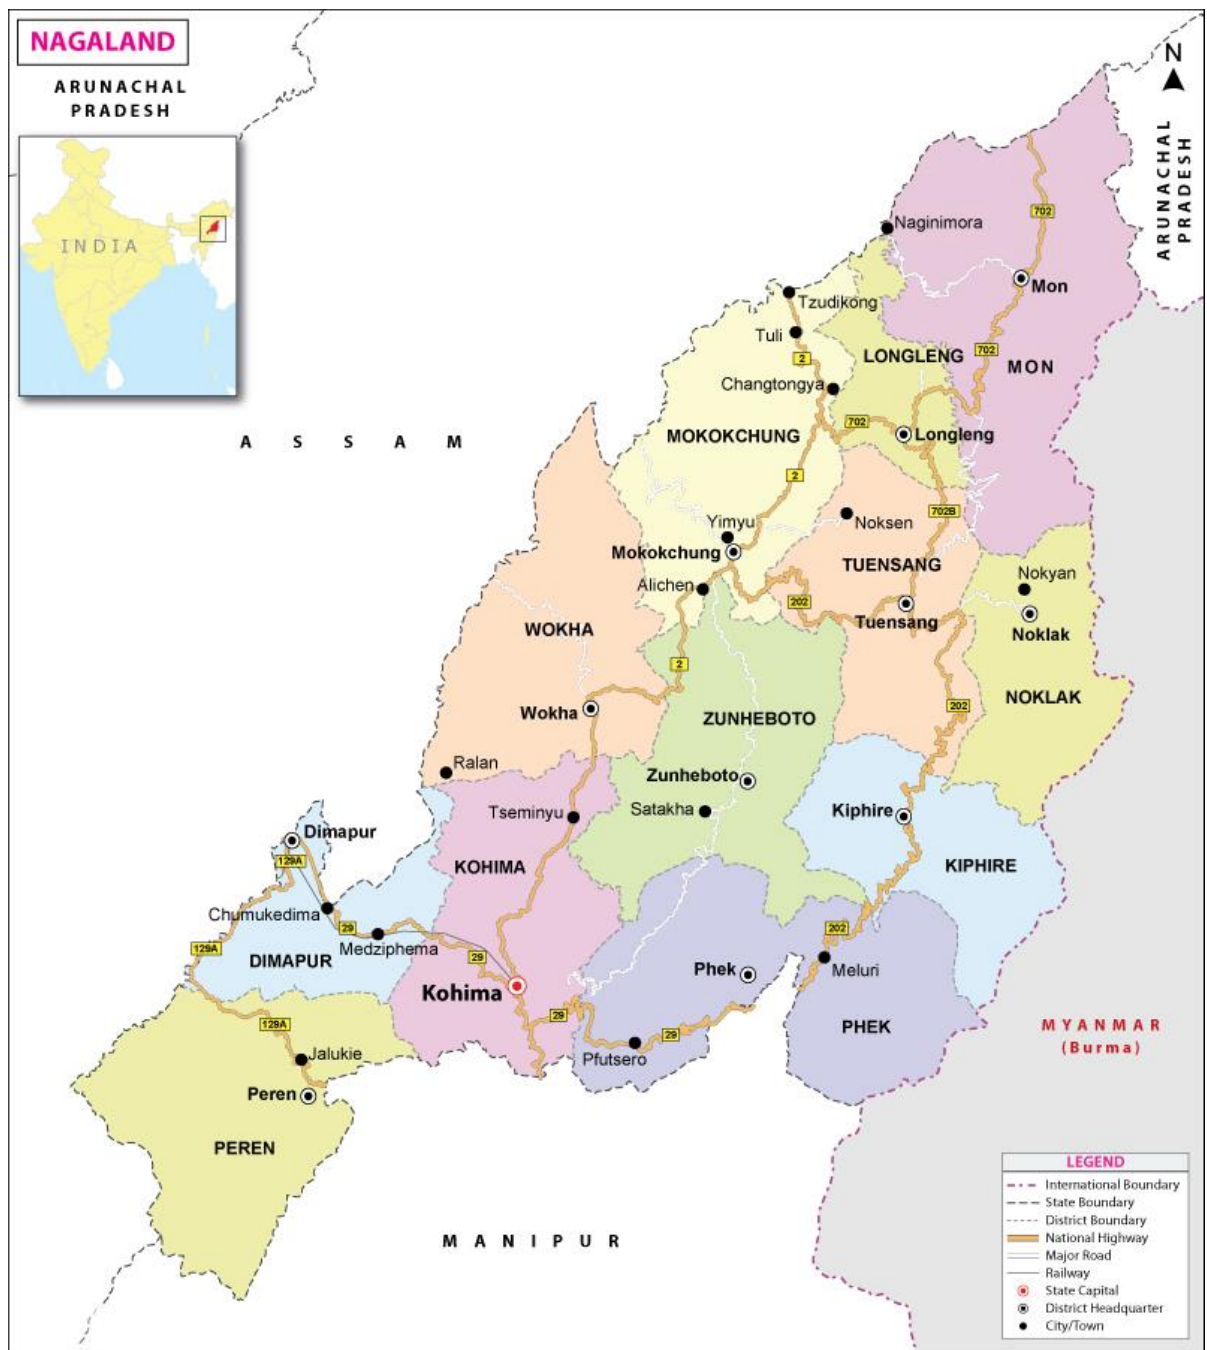 NAGALAND
ARUNACHAL
PRADESH
INDIA
N
ARUNACHAL
PRADESH
Naginimora
702
Mon
Tzudikong
Tuli
2
LONGLENG
702
MON
Changtongya
702
MOKOKCHUNG
Longleng
ASSAM
2
702B
Yimyu
Noksen
Mokokchung
TUENSANG
Nokyan
Alichen
202
Tuensang
Noklak
WOKHA
2
NOKLAK
202
Wokha
ZUNHEBOTO
Ralan
Zunheboto
Tseminyu
Satakha
Kiphire
Dimapur
129A
KOHIMA
KIPHIRE
Chumukedima
29
202
129A
Medziphema
DIMAPUR
29
Phek
Meluri
Kohima
129A
29
29
PHEK
MYANMAR
(Burma)
Jalukie
Pfutsero
Peren
PEREN
MANIPUR
LEGEND
International Boundary
State Boundary
District Boundary
National Highway
Major Road
Railway
State Capital
District Headquarter
City/Town